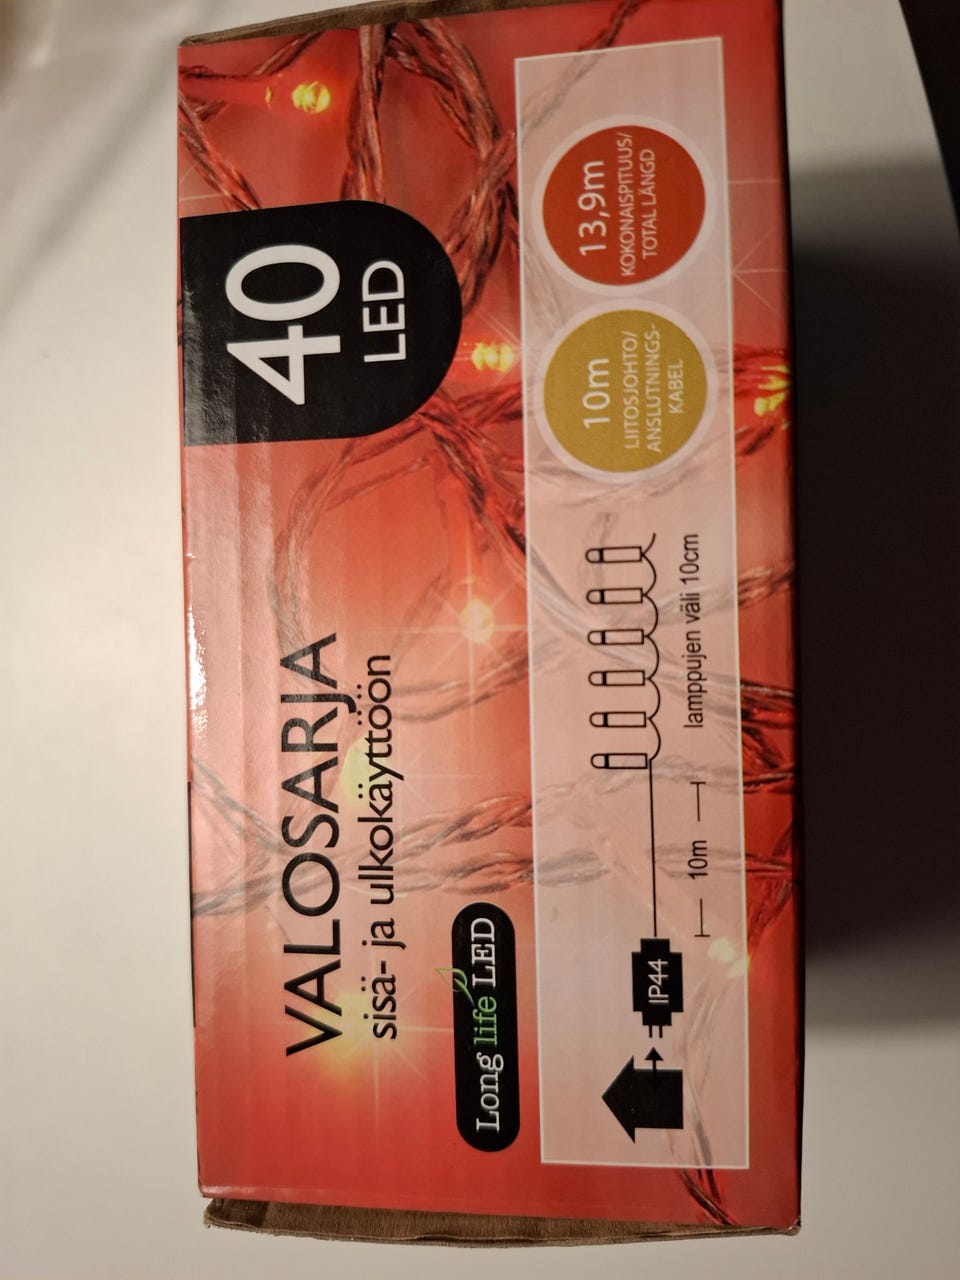 VALOSARJA
sisä- ja ulkokäyttöön
40
LED
Long life LED
IP44
10m
lamppujen väli 10cm
10m
LIITOSJOHTO/
ANSLUTNINGS-
KABEL
13,9m
KOKONAISPITUUS/
TOTAL LÄNGD